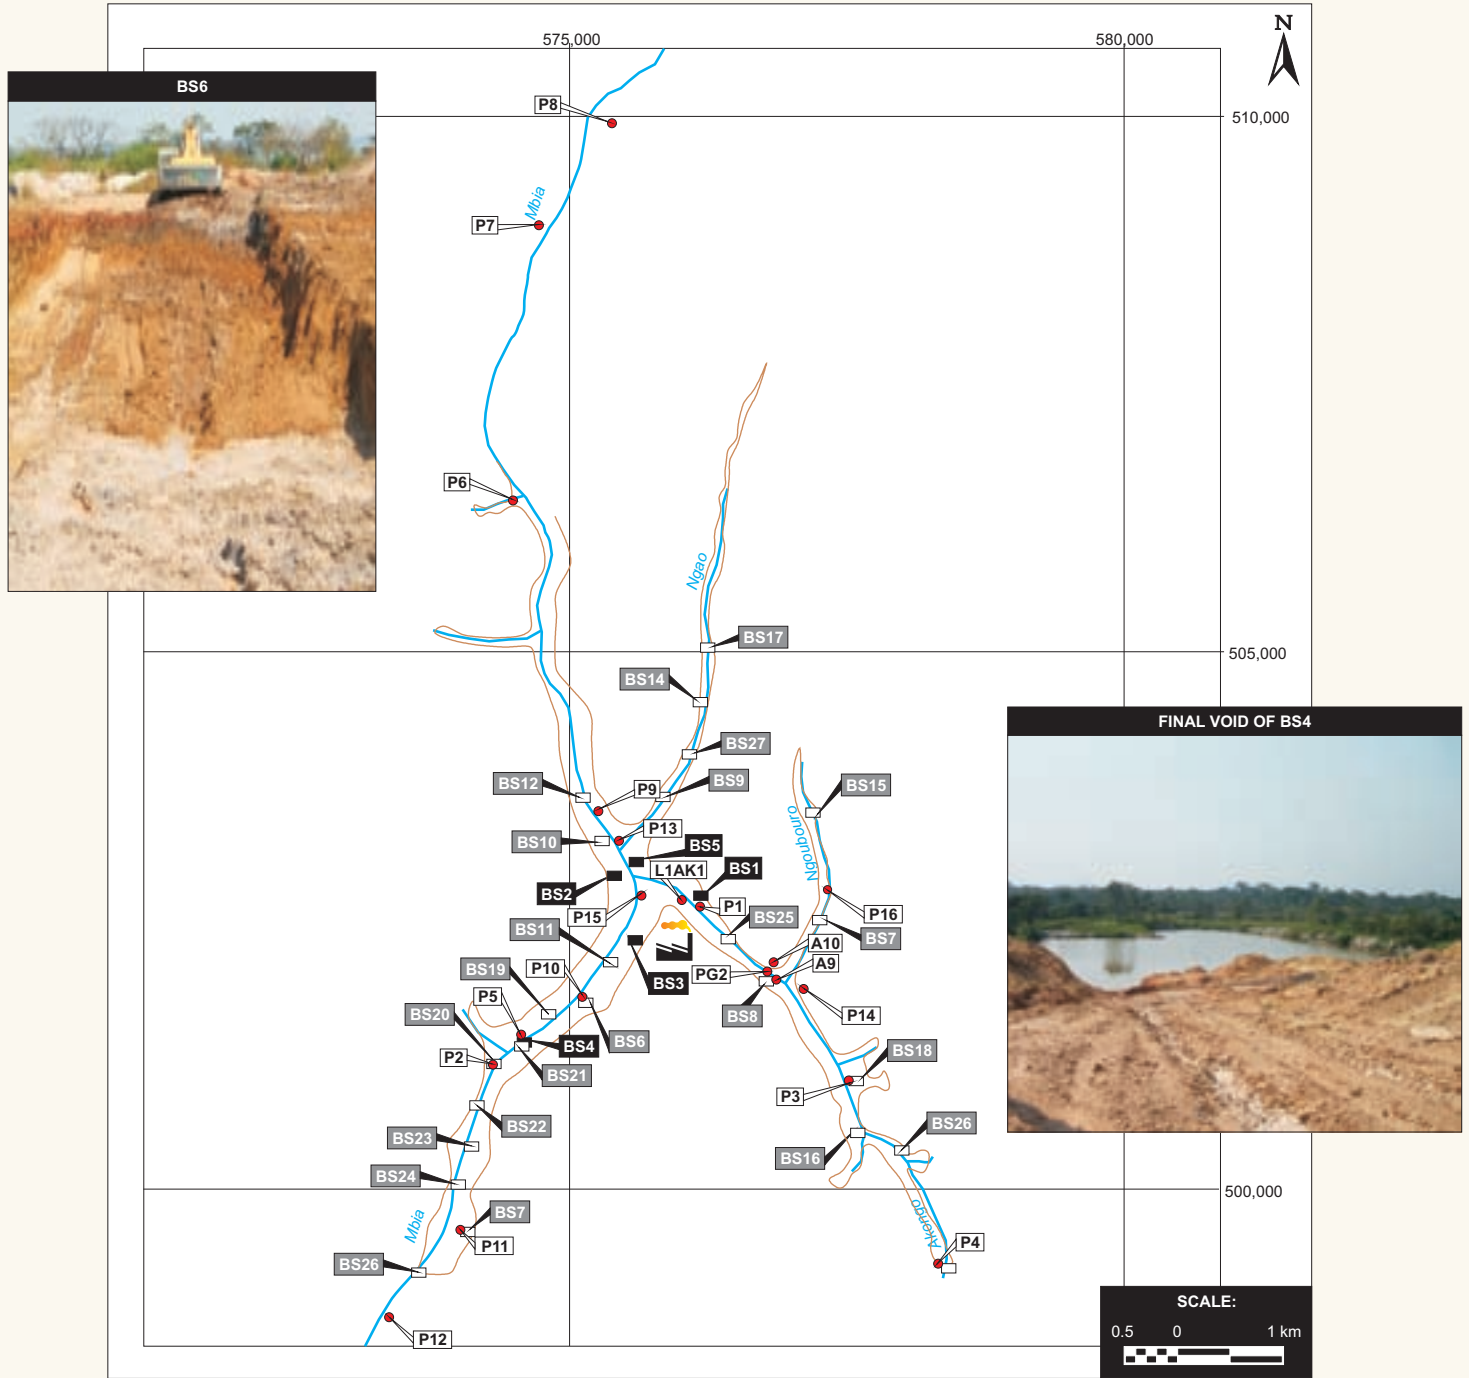 575,000
580,000
N
BS6
P8
510,000
Mbia
P7
P6
Ngao
BS17
505,000
BS14
FINAL VOID OF BS4
BS27
BS12
P9
BS9
BS15
Ngoubouro
P13
BS10
BS5
L1AK1
BS1
BS2
P1
P16
P15
BS25
BS11
BS7
A10
P10
A9
BS19
PG2
BS3
P5
BS8
P14
BS20
BS6
BS4
BS18
P2
BS21
P3
BS22
BS26
BS23
BS16
BS24
500,000
BS7
Mbia
Akongo
P11
P4
BS26
P12
SCALE:
0.5 0 1 km